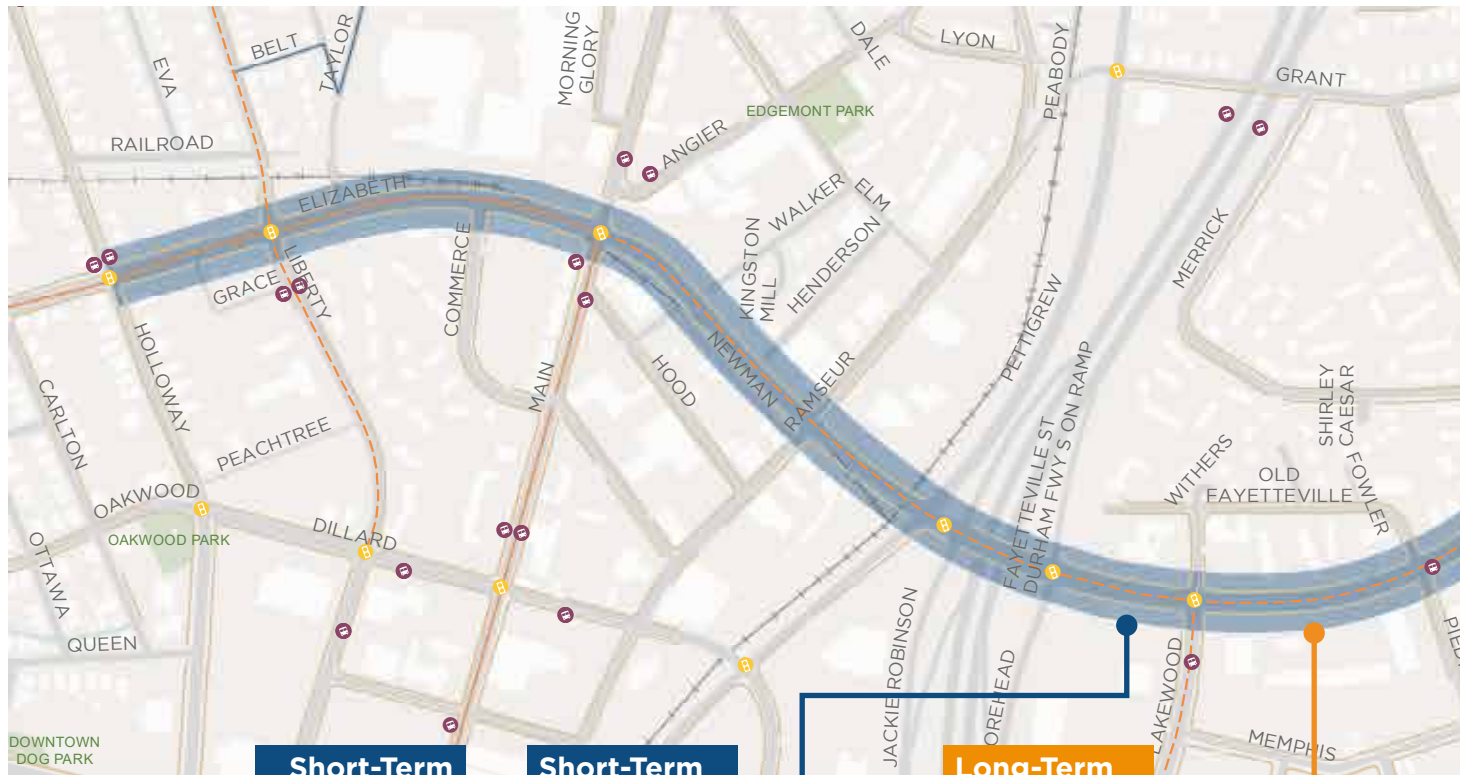 BELT
TAYLOR
EVA
RAILROAD
MORNING
GLORY
DALE
LYON
PEABODY
GRANT
EDGEMONT PARK
ANGIER
ELIZABETH
WALKER
ELM
KINGSTON
MILL
HENDERSON
MERRICK
GRACE
LIBERTY
COMMERCE
HOLLOWAY
CARLTON
PEACHTREE
MAIN
HOOD
NEWMAN
RAMSEUR
PETTIGREW
FAYETTEVILLE ST
DURHAM FWY S ON RAMP
SHIRLEY
CAESAR
WITHERS
OLD
FAYETTEVILLE
FOWLER
OAKWOOD
OAKWOOD PARK
DILLARD
OTTAWA
QUEEN
JACKIE ROBINSON
OREHEAD
LAKEWOOD
PIED
MEMPHIS
DOWNTOWN
DOG PARK
Short-Term
Short-Term
Long-Term